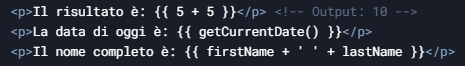 <p>Il risultato è: {{ 5 + 5 }}</p> <!-- Output: 10 -->
<p>La data di oggi è: {{ getCurrentDate() }}</p>
<p>Il nome completo è: {{ firstName + ' ' + lastName }}</p>